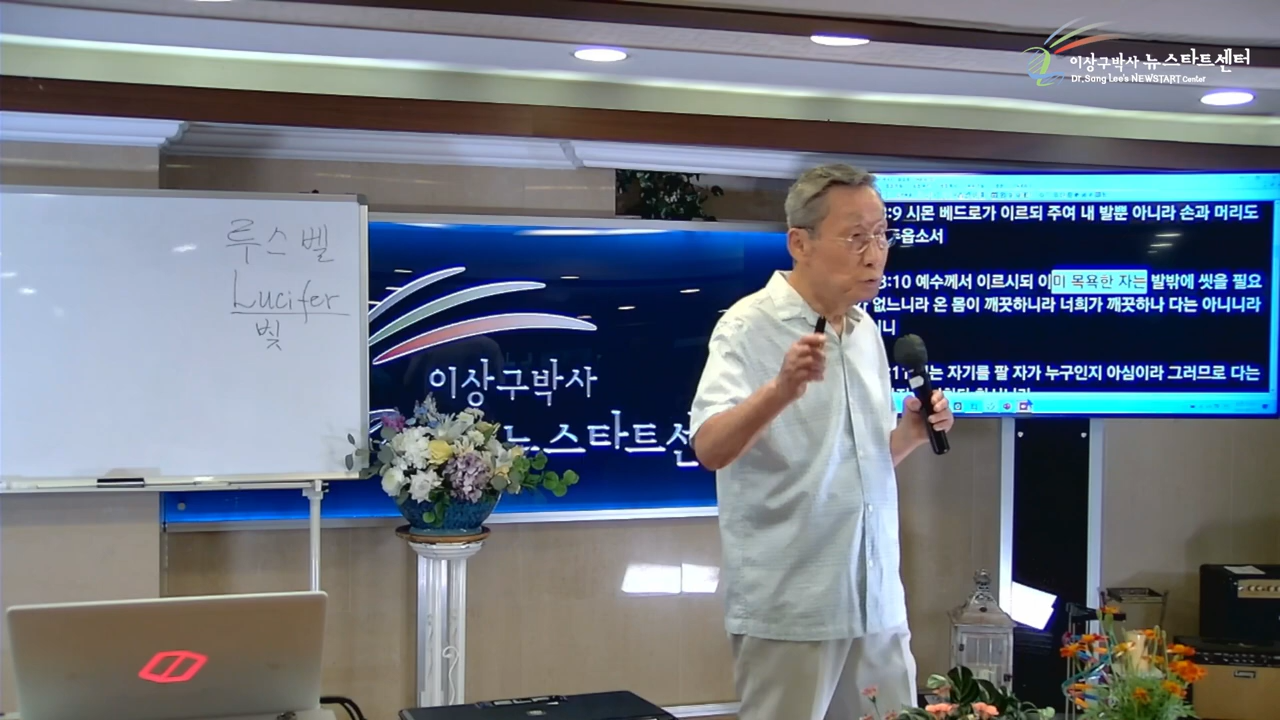 이상구박사 뉴스타트센터
Dr.Sang Lee's NEWSTART Center
루스벨
Lucifer
빛
이상구박사
뉴스타트센
:9 시몬 베드로가 이르되 주여 내 발뿐 아니라 손과 머리도
옵소서
3:10 예수께서 이르시되 이미 목욕한 자는 발밖에 씻을 필요
없느니라 온 몸이 깨끗하니라 너희가 깨끗하나 다는 아니니라
니
는 자기를 팔 자가 누구인지 아심이라 그러므로 다는